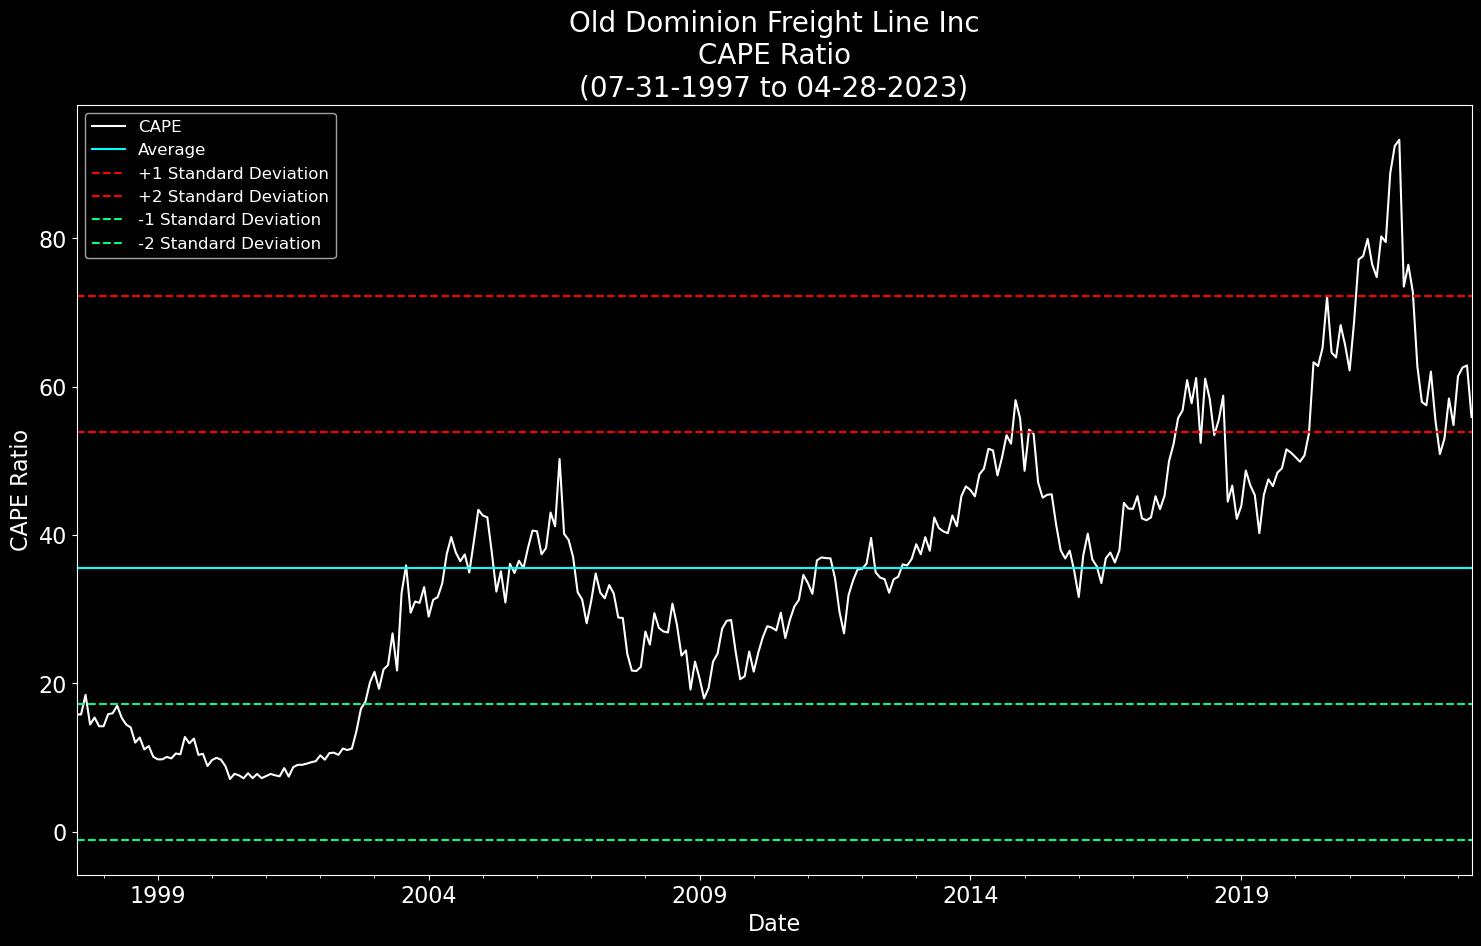 Old Dominion Freight Line Inc
CAPE Ratio
(07-31-1997 to 04-28-2023)
CAPE
Average
+1 Standard Deviation
+2 Standard Deviation
-1 Standard Deviation
-2 Standard Deviation
CAPE Ratio
80
60
40
20
0
1999 2004 2009 2014 2019
Date